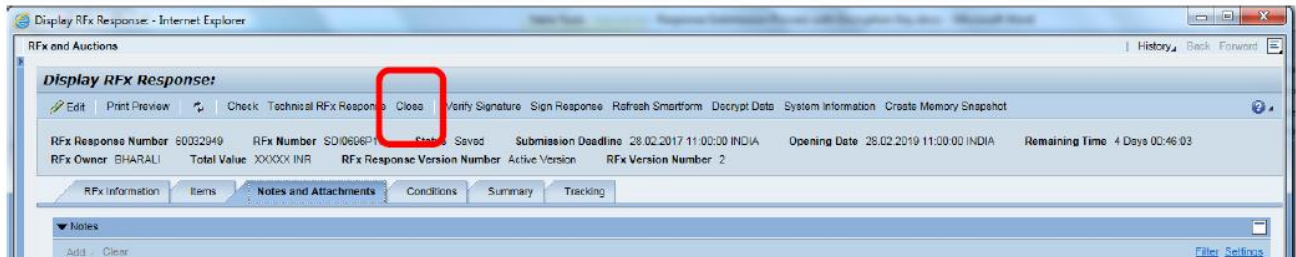 Display RFx Response: - Internet Explorer
RFx and Auctions
History Back Forward
Display RFx Response:
Edit Print Preview Check Technical RFx Response Close Verify Signature Sign Response Refresh Smartform Decrypt Data System Information Create Memory Snapshot
RFx Response Number 60032949 RFx Number Status Saved Submission Deadline 28.02.2017 11:00:00 INDIA Opening Date 28.02.2019 11:00:00 INDIA Remaining Time 4 Days 00:46:03
RFx Owner BHARALI Total Value XXXXX INR RFx Response Version Number Active Version RFx Version Number 2
RFx Information Items Notes and Attachments Conditions Summary Tracking
Notes
Add Clear Filter Settings